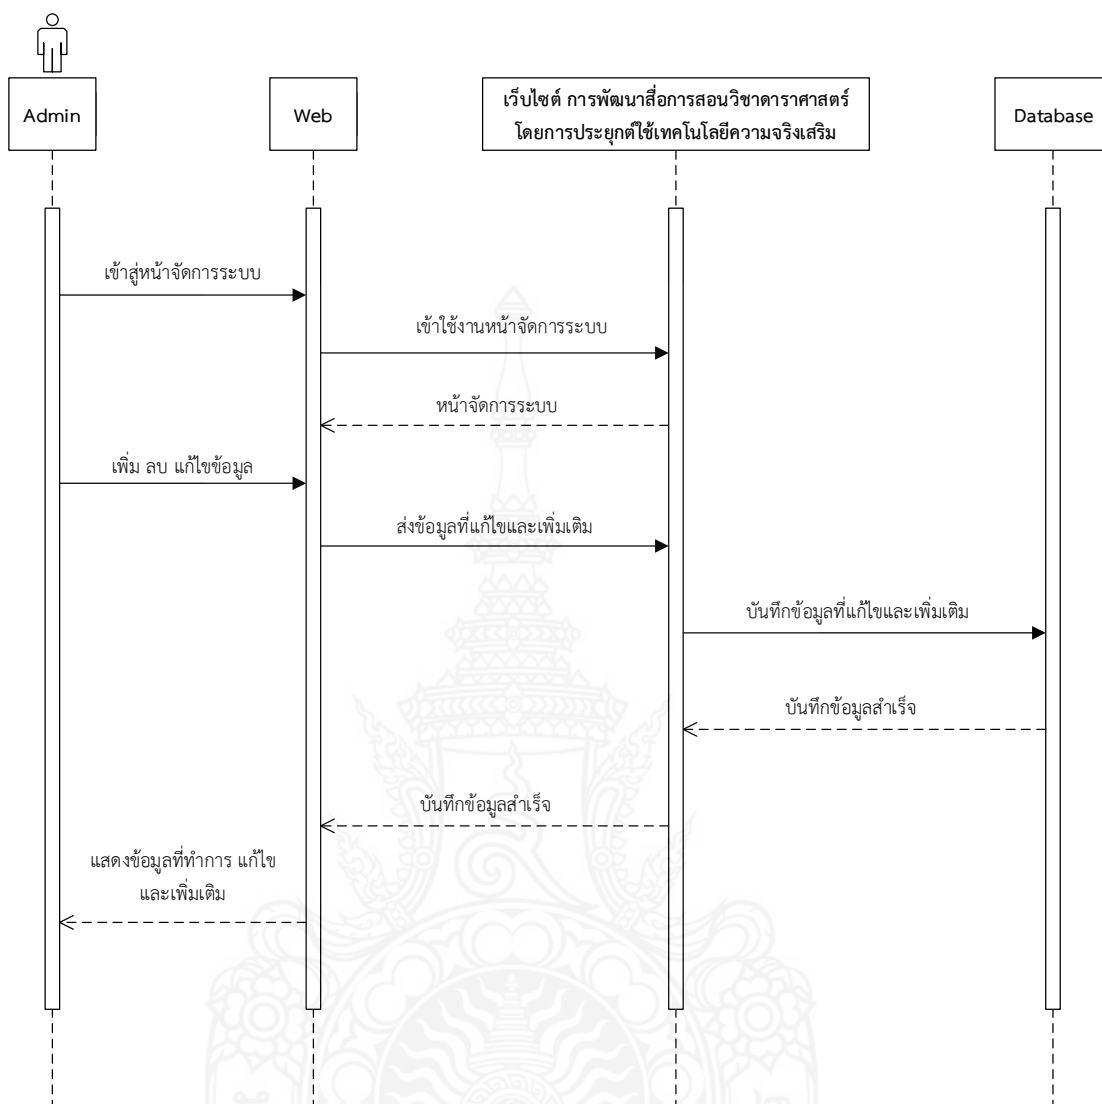 Admin
Web
เว็บไซต์ การพัฒนาสื่อการสอนวิชาดาราศาสตร์
โดยการประยุกต์ใช้เทคโนโลยีความจริงเสริม
Database
เข้าสู่หน้าจัดการระบบ
เข้าใช้งานหน้าจัดการระบบ
หน้าจัดการระบบ
เพิ่ม ลบ แก้ไขข้อมูล
ส่งข้อมูลที่แก้ไขและเพิ่มเติม
บันทึกข้อมูลที่แก้ไขและเพิ่มเติม
บันทึกข้อมูลสำเร็จ
บันทึกข้อมูลสำเร็จ
แสดงข้อมูลที่ทำการ แก้ไข
และเพิ่มเติม